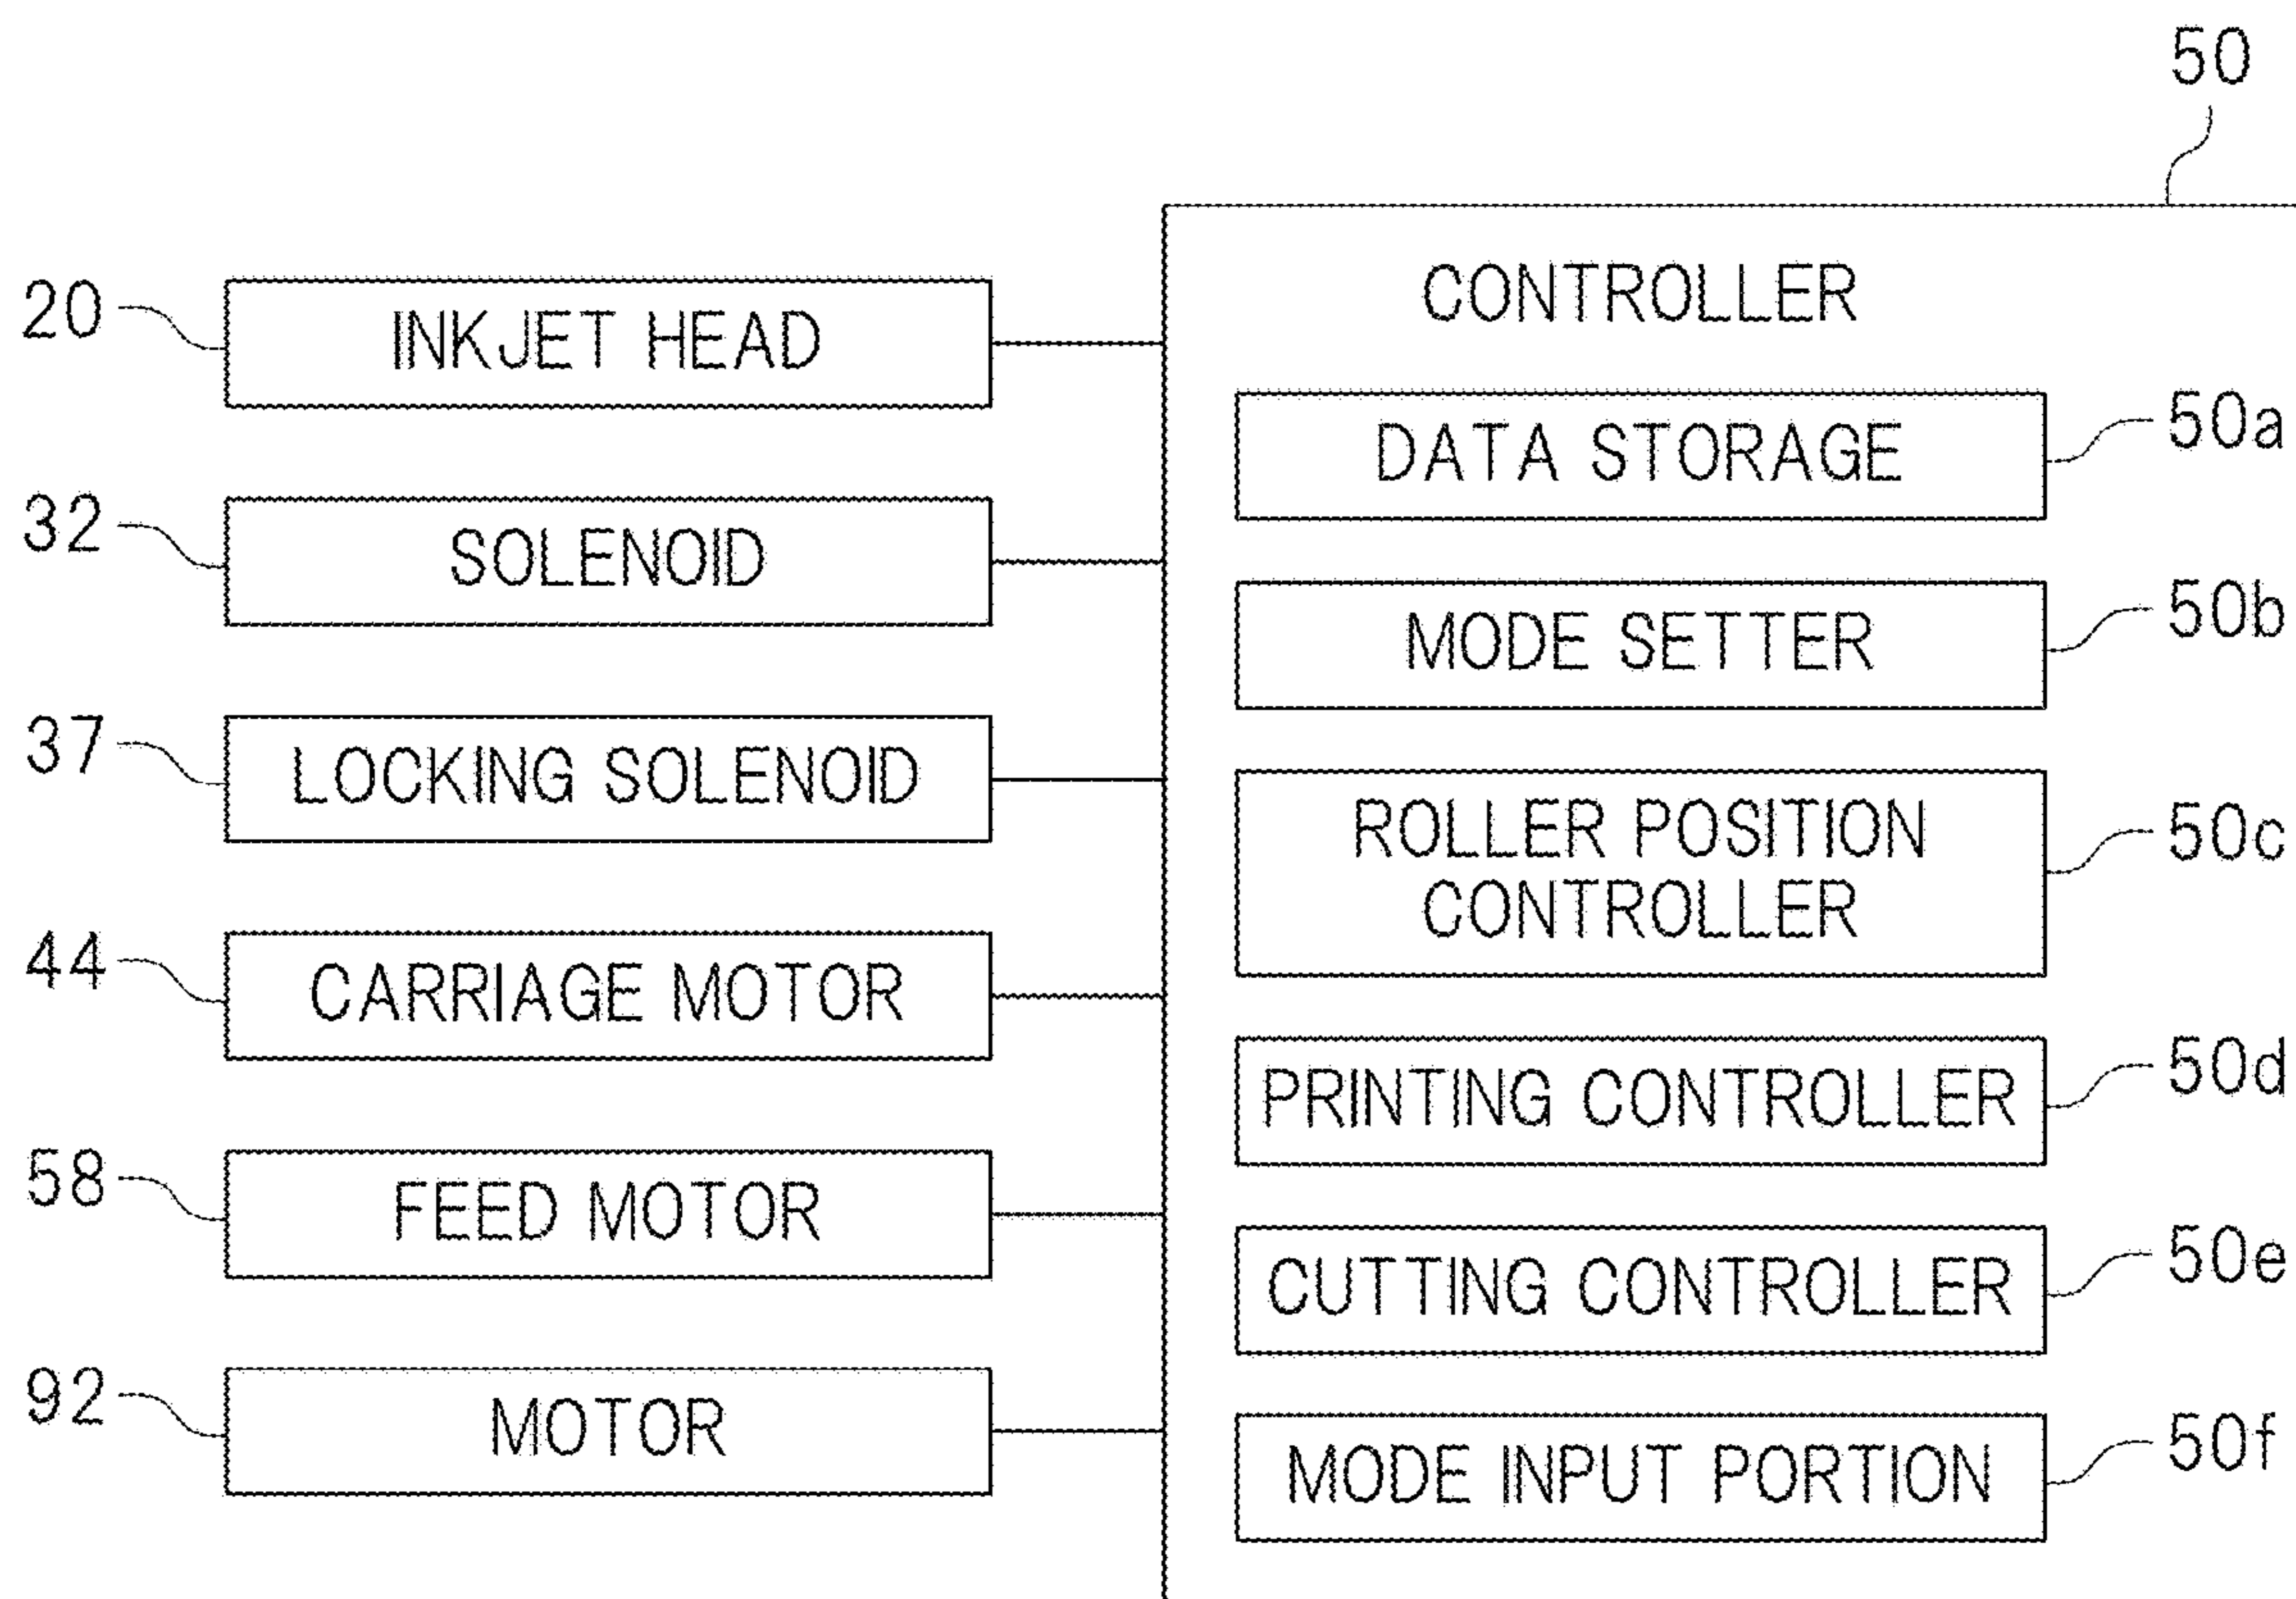 50
CONTROLLER
20 INKJET HEAD
DATA STORAGE 50a
32 SOLENOID
MODE SETTER 50b
37 LOCKING SOLENOID
ROLLER POSITION
CONTROLLER
50c
44 CARRIAGE MOTOR
PRINTING CONTROLLER 50d
58 FEED MOTOR
CUTTING CONTROLLER 50e
92 MOTOR
MODE INPUT PORTION 50f